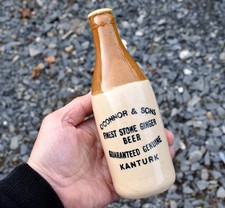 O'CONNOR & SONS
FINEST STONE GINGER
BEER
GUARANTEED GENUINE
KANTURK